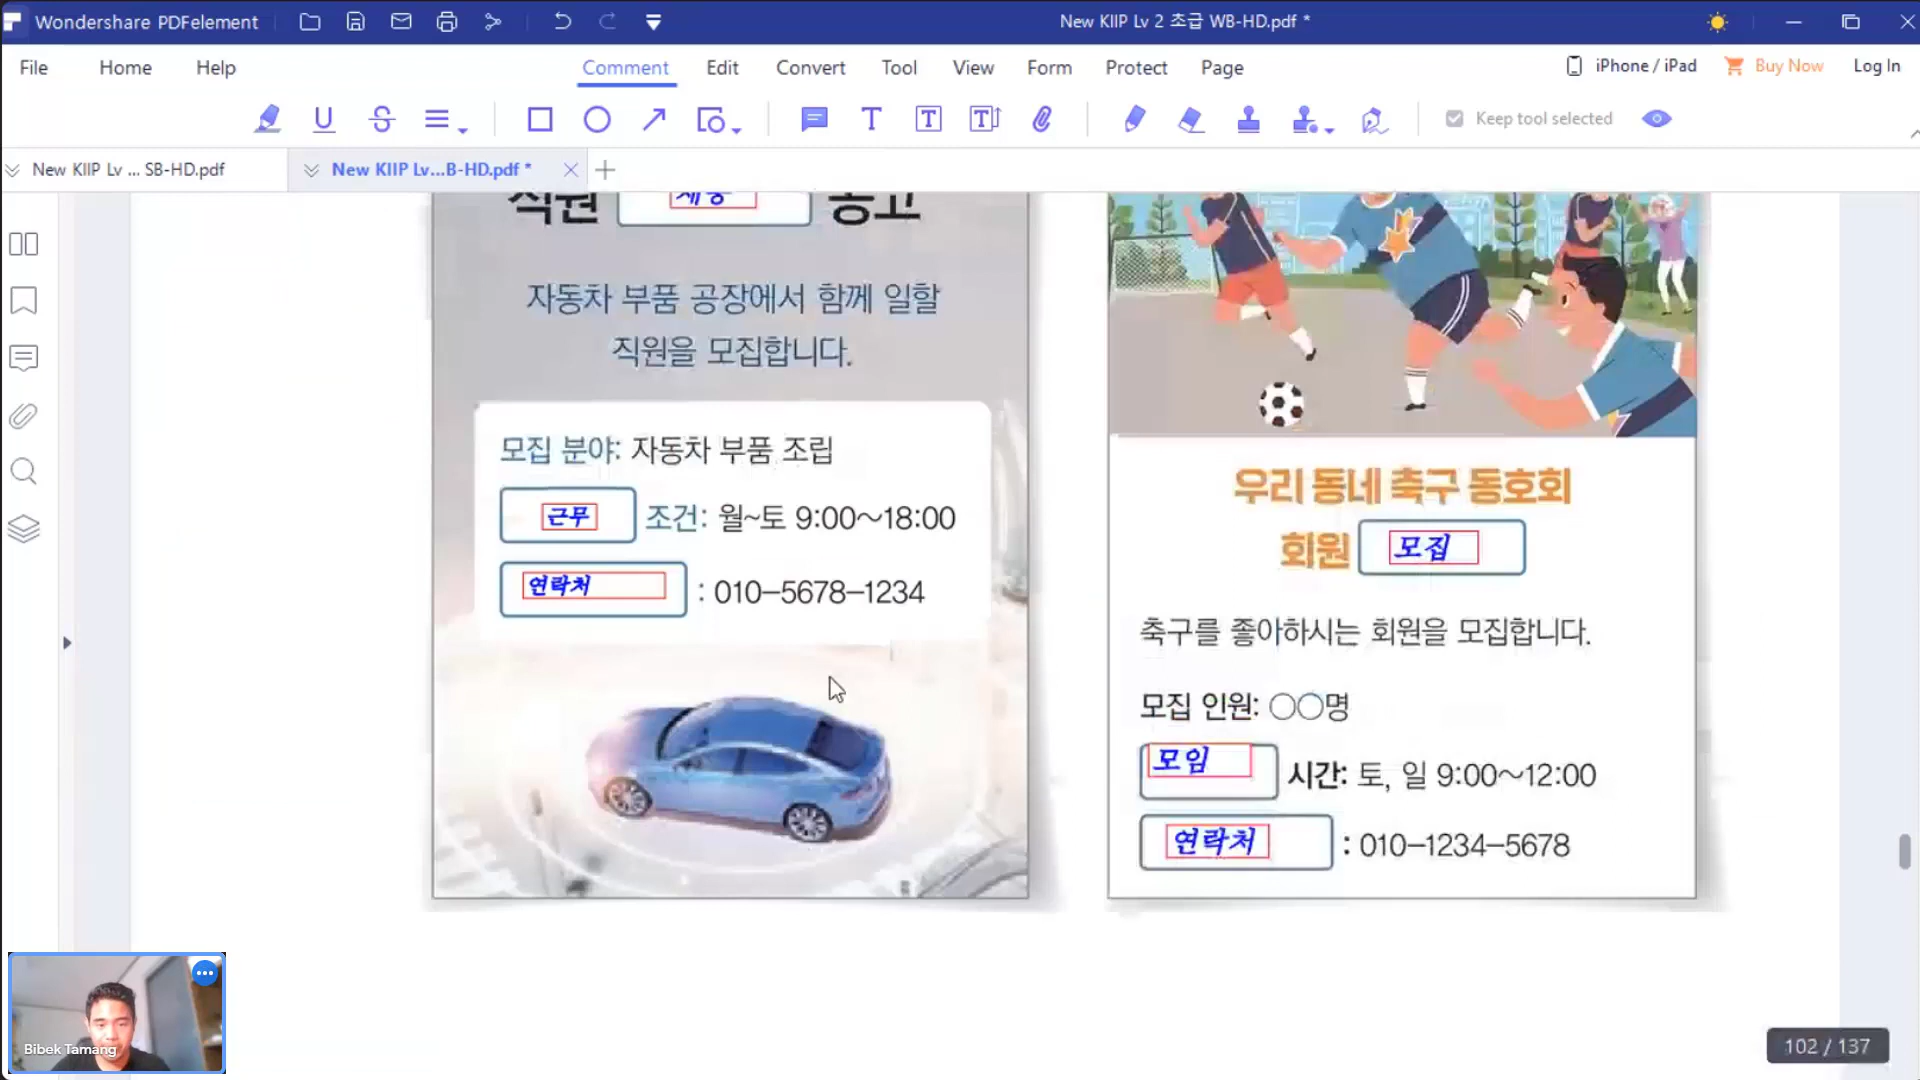 Wondershare PDFelement
New KIIP Lv 2 초급 WB-HD.pdf *
File Home Help Comment Edit Convert Tool View Form Protect Page iPhone / iPad Buy Now Log In
Keep tool selected
New KIIP Lv ... SB-HD.pdf
New KIIP Lv...B-HD.pdf *
직원 채용 공고
자동차 부품 공장에서 함께 일할
직원을 모집합니다.
모집 분야: 자동차 부품 조립
근무 조건: 월~토 9:00~18:00
연락처 : 010-5678-1234
우리 동네 축구 동호회
회원 모집
축구를 좋아하시는 회원을 모집합니다.
모집 인원: ○○명
모임 시간: 토, 일 9:00~12:00
연락처 : 010-1234-5678
Bibek Tamang
102 / 137